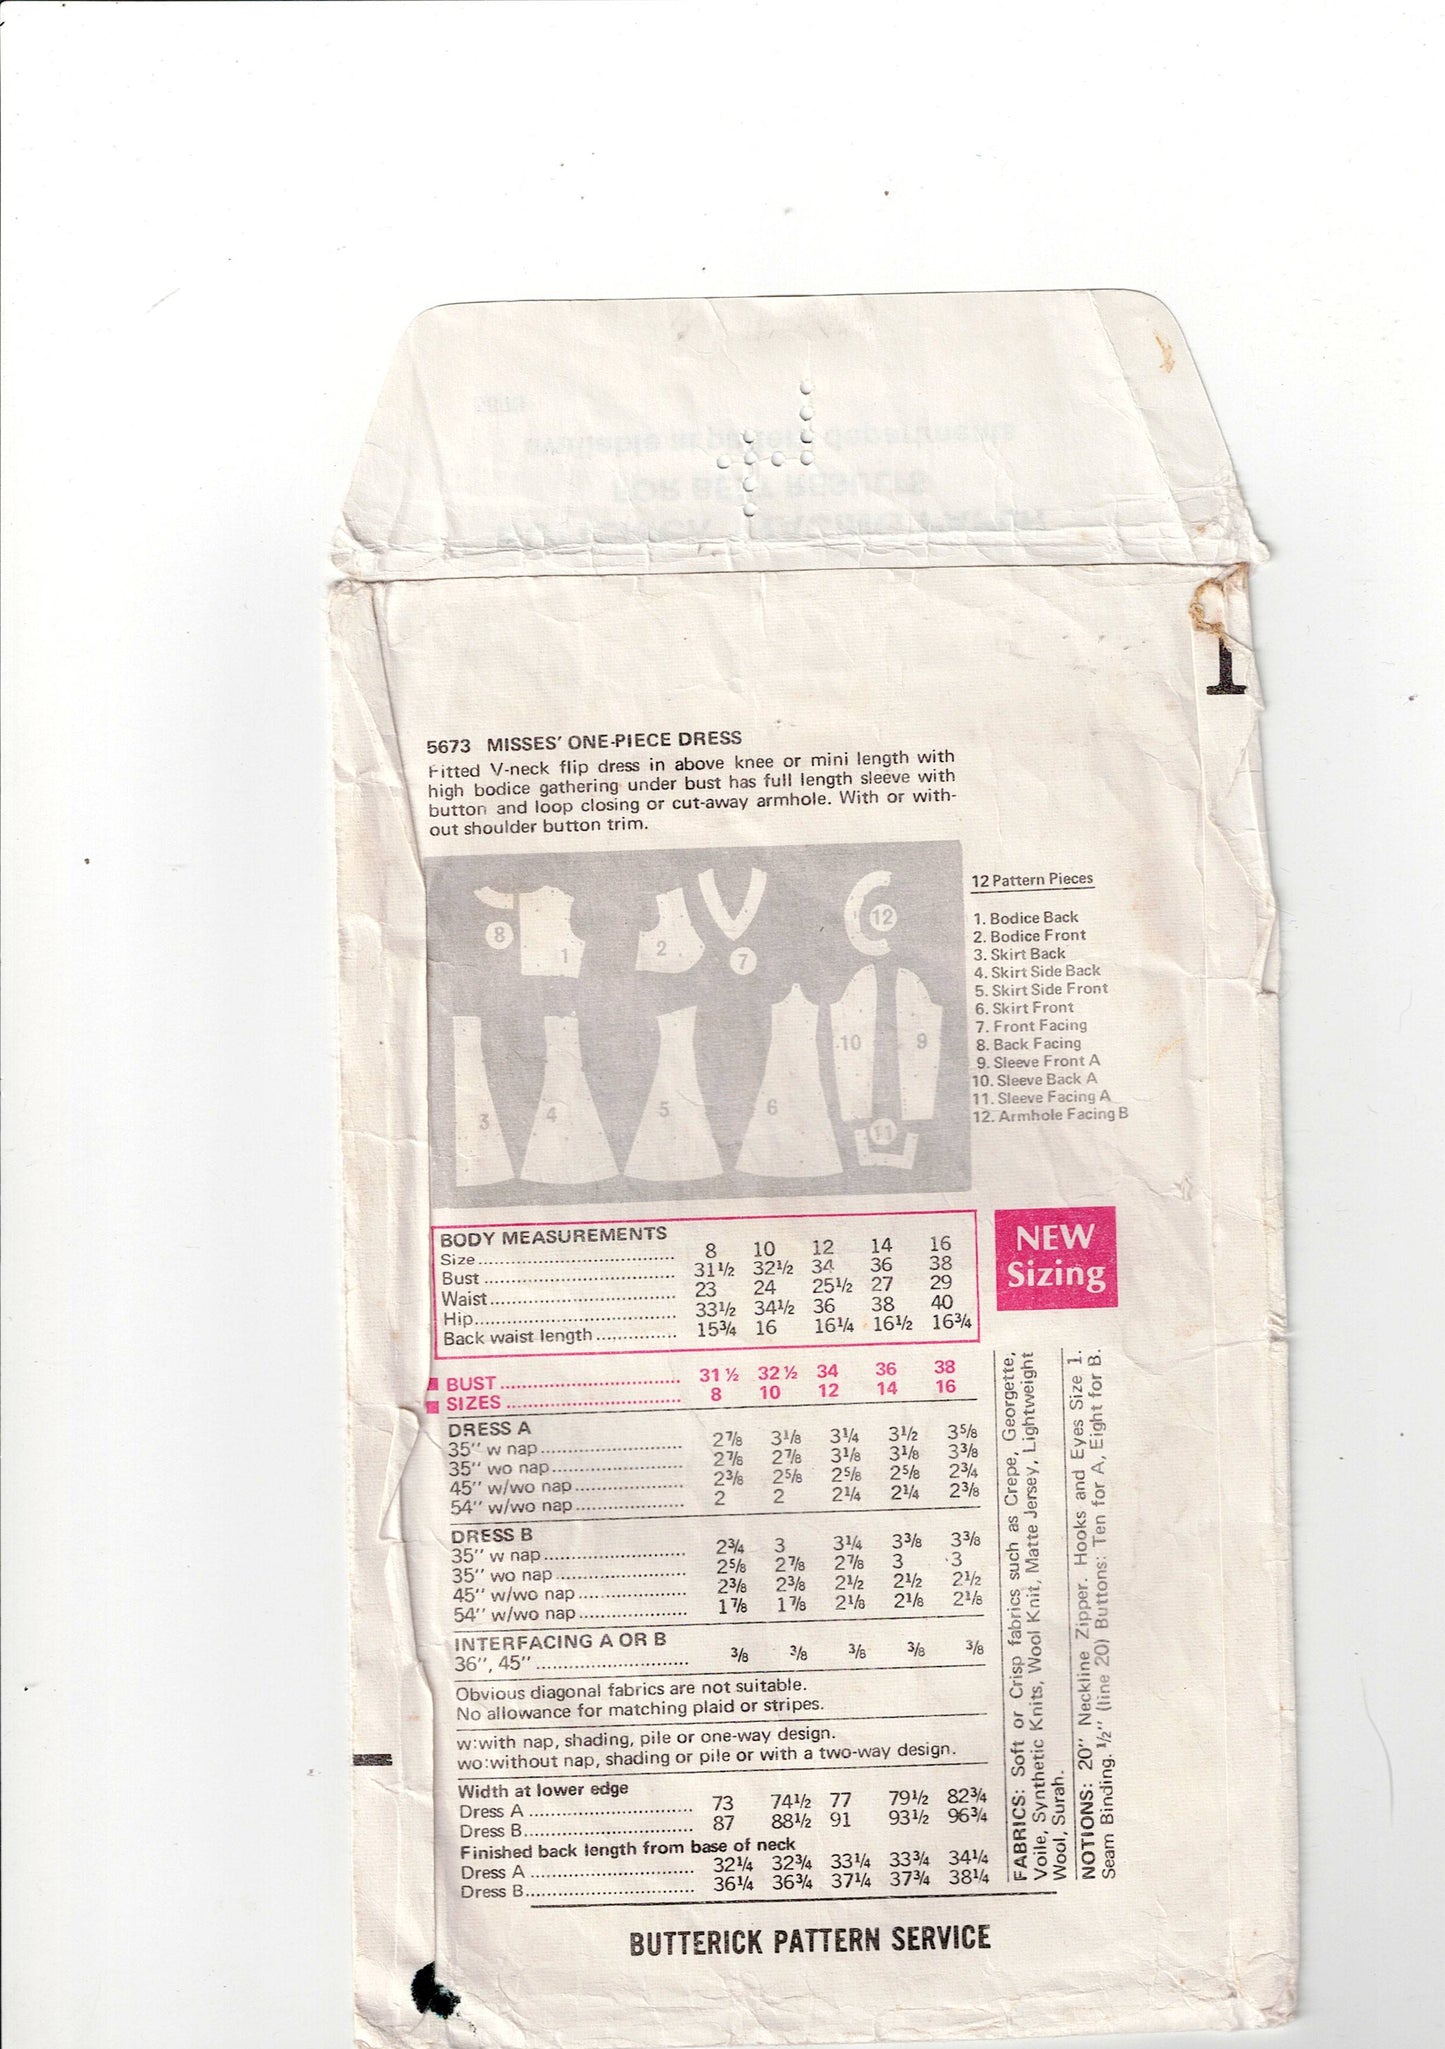 5673 MISSES' ONE-PIECE DRESS
Fitted V-neck flip dress in above knee or mini length with
high bodice gathering under bust has full length sleeve with
button and loop closing or cut-away armhole. With or with-
out shoulder button trim.
8
1
2
7
12
3
4
5
6
10
9
11
12 Pattern Pieces
1. Bodice Back
2. Bodice Front
3. Skirt Back
4. Skirt Side Back
5. Skirt Side Front
6. Skirt Front
7. Front Facing
8. Back Facing
9. Sleeve Front A
10. Sleeve Back A
11. Sleeve Facing A
12. Armhole Facing B
NEW
Sizing
BODY MEASUREMENTS
Size 8 10 12 14 16
Bust 31½ 32½ 34 36 38
Waist 23 24 25½ 27 29
Hip 33½ 34½ 36 38 40
Back waist length 15¾ 16 16¼ 16½ 16¾
BUST 31 ½ 32 ½ 34 36 38
SIZES 8 10 12 14 16
DRESS A
35" w nap 2⅞ 3⅛ 3¼ 3½ 3⅝
35" wo nap 2⅞ 2⅞ 3⅛ 3⅛ 3⅜
45" w/wo nap 2⅜ 2⅝ 2⅝ 2⅝ 2¾
54" w/wo nap 2 2 2¼ 2¼ 2⅜
DRESS B
35" w nap 2¾ 3 3¼ 3⅜ 3⅜
35" wo nap 2⅝ 2⅞ 2⅞ 3 3
45" w/wo nap 2⅜ 2⅜ 2½ 2½ 2½
54" w/wo nap 1⅞ 1⅞ 2⅛ 2⅛ 2⅛
INTERFACING A OR B
36", 45" ⅜ ⅜ ⅜ ⅜ ⅜
Obvious diagonal fabrics are not suitable.
No allowance for matching plaid or stripes.
w:with nap, shading, pile or one-way design.
wo:without nap, shading or pile or with a two-way design.
Width at lower edge
Dress A 73 74½ 77 79½ 82¾
Dress B 87 88½ 91 93½ 96¾
Finished back length from base of neck
Dress A 32¼ 32¾ 33¼ 33¾ 34¼
Dress B 36¼ 36¾ 37¼ 37¾ 38¼
FABRICS: Soft or Crisp fabrics such as Crepe, Georgette,
Voile, Synthetic Knits, Wool Knit, Matte Jersey, Lightweight
Wool, Surah.
NOTIONS: 20" Neckline Zipper. Hooks and Eyes Size 1.
Seam Binding. ½" (line 20) Buttons: Ten for A, Eight for B.
BUTTERICK PATTERN SERVICE